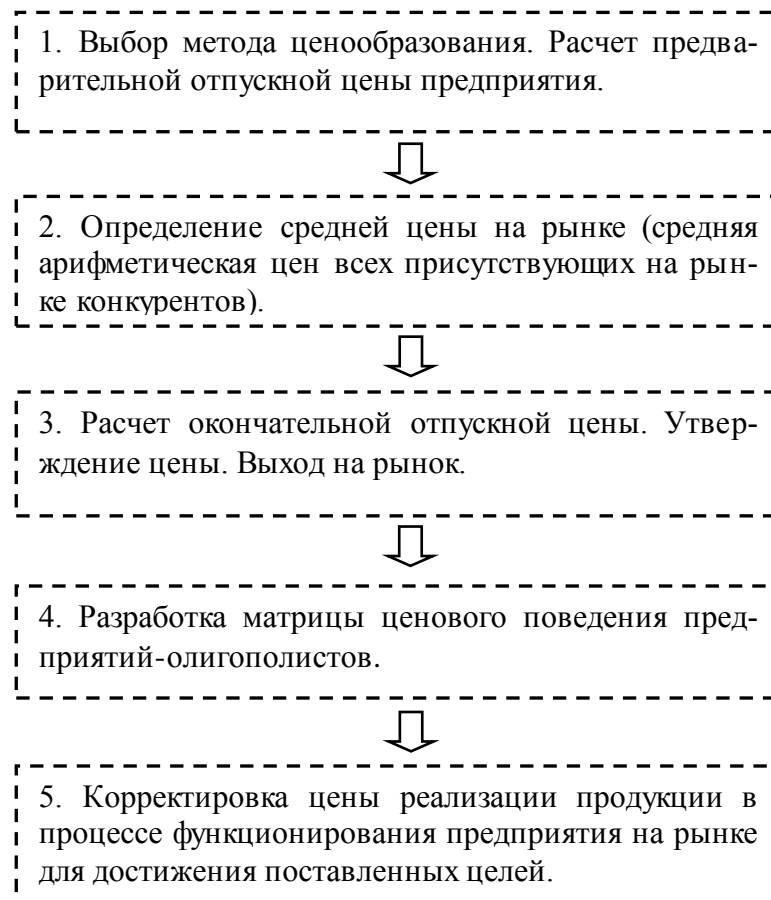 1. Выбор метода ценообразования. Расчет предва-
рительной отпускной цены предприятия.
2. Определение средней цены на рынке (средняя
арифметическая цен всех присутствующих на рын-
ке конкурентов).
3. Расчет окончательной отпускной цены. Утвер-
ждение цены. Выход на рынок.
4. Разработка матрицы ценового поведения пред-
приятий-олигополистов.
5. Корректировка цены реализации продукции в
процессе функционирования предприятия на рынке
для достижения поставленных целей.